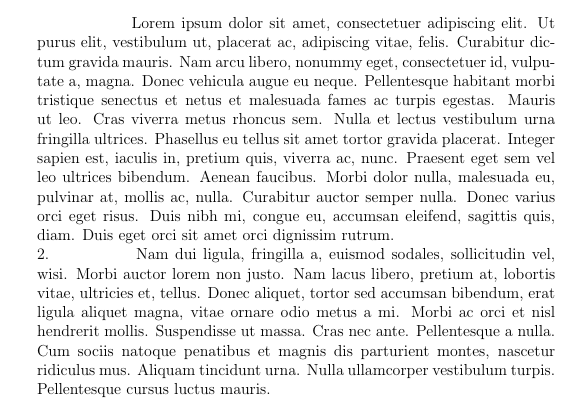 Lorem ipsum dolor sit amet, consectetuer adipiscing elit. Ut
purus elit, vestibulum ut, placerat ac, adipiscing vitae, felis. Curabitur dic-
tum gravida mauris. Nam arcu libero, nonummy eget, consectetuer id, vulpu-
tate a, magna. Donec vehicula augue eu neque. Pellentesque habitant morbi
tristique senectus et netus et malesuada fames ac turpis egestas. Mauris
ut leo. Cras viverra metus rhoncus sem. Nulla et lectus vestibulum urna
fringilla ultrices. Phasellus eu tellus sit amet tortor gravida placerat. Integer
sapien est, iaculis in, pretium quis, viverra ac, nunc. Praesent eget sem vel
leo ultrices bibendum. Aenean faucibus. Morbi dolor nulla, malesuada eu,
pulvinar at, mollis ac, nulla. Curabitur auctor semper nulla. Donec varius
orci eget risus. Duis nibh mi, congue eu, accumsan eleifend, sagittis quis,
diam. Duis eget orci sit amet orci dignissim rutrum.
2. Nam dui ligula, fringilla a, euismod sodales, sollicitudin vel,
wisi. Morbi auctor lorem non justo. Nam lacus libero, pretium at, lobortis
vitae, ultricies et, tellus. Donec aliquet, tortor sed accumsan bibendum, erat
ligula aliquet magna, vitae ornare odio metus a mi. Morbi ac orci et nisl
hendrerit mollis. Suspendisse ut massa. Cras nec ante. Pellentesque a nulla.
Cum sociis natoque penatibus et magnis dis parturient montes, nascetur
ridiculus mus. Aliquam tincidunt urna. Nulla ullamcorper vestibulum turpis.
Pellentesque cursus luctus mauris.